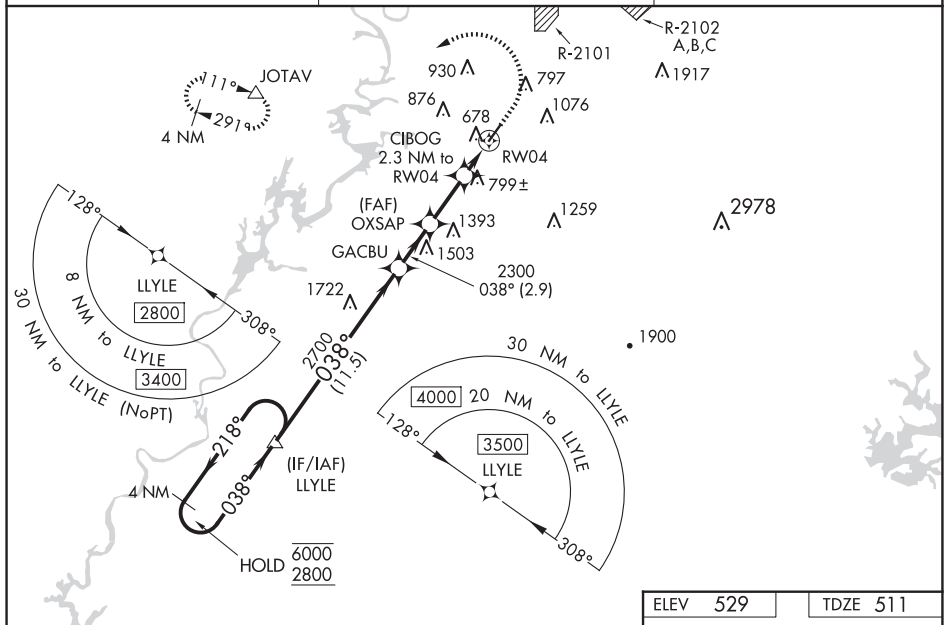 R-2101
R-2102
A,B,C
930
797
1917
JOTAV
111°
291°
4 NM
876
1076
678
CIBOG
2.3 NM to
RW04
RW04
799±
(FAF)
OXSAP
1393
1259
2978
GACBU
1503
128°
LLYLE
2800
308°
8 NM to LLYLE
3400
30 NM to LLYLE (NoPT)
1722
2300
038° (2.9)
2700
038°
(11.5)
1900
30 NM to LLYLE
4000
20 NM to LLYLE
128°
3500
LLYLE
308°
218°
038°
4 NM
(IF/IAF)
LLYLE
HOLD
6000
2800
ELEV 529
TDZE 511